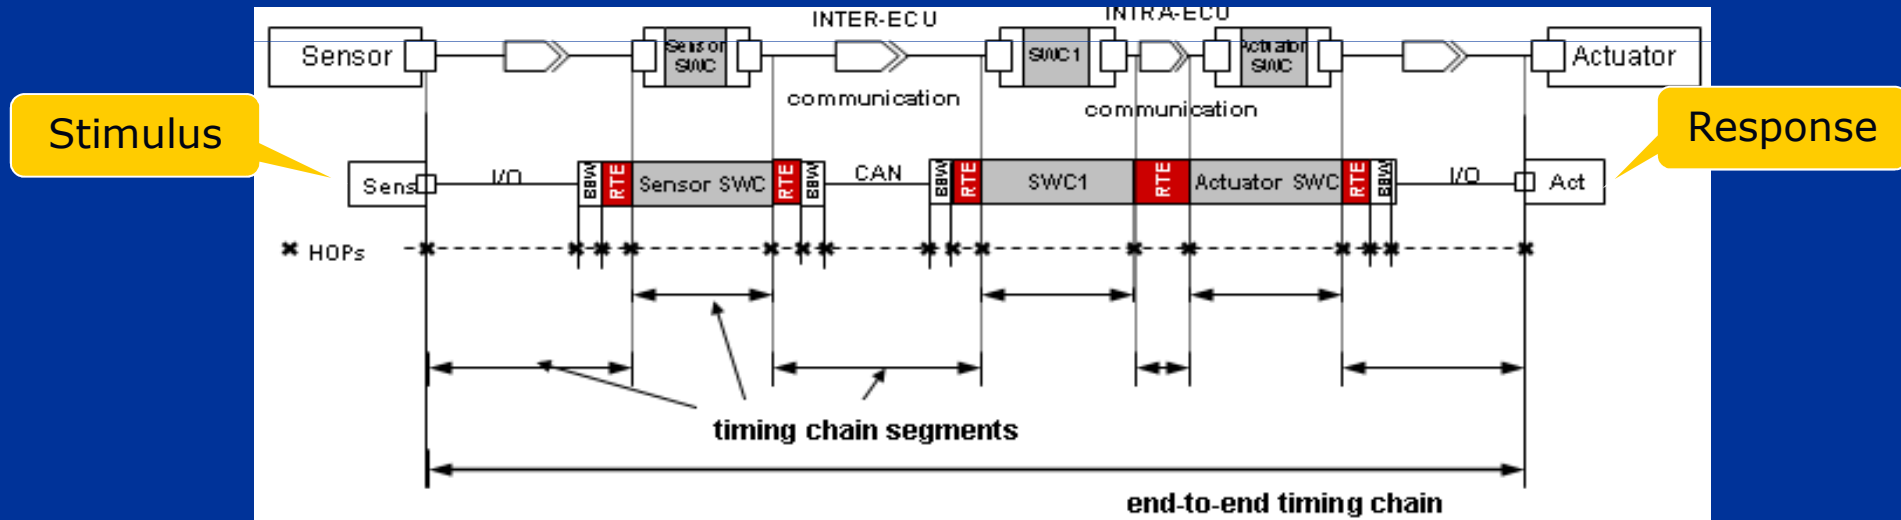 INTER-ECU
INTRA-ECU
Sensor
Sensor
SWC
SWC1
Actuator
SWC
Actuator
communication
communication
Stimulus
Response
Sens
I/O
BSW
RTE
Sensor SWC
RTE
BSW
CAN
BSW
RTE
SWC1
RTE
Actuator SWC
RTE
BSW
I/O
Act
HOPs
timing chain segments
end-to-end timing chain